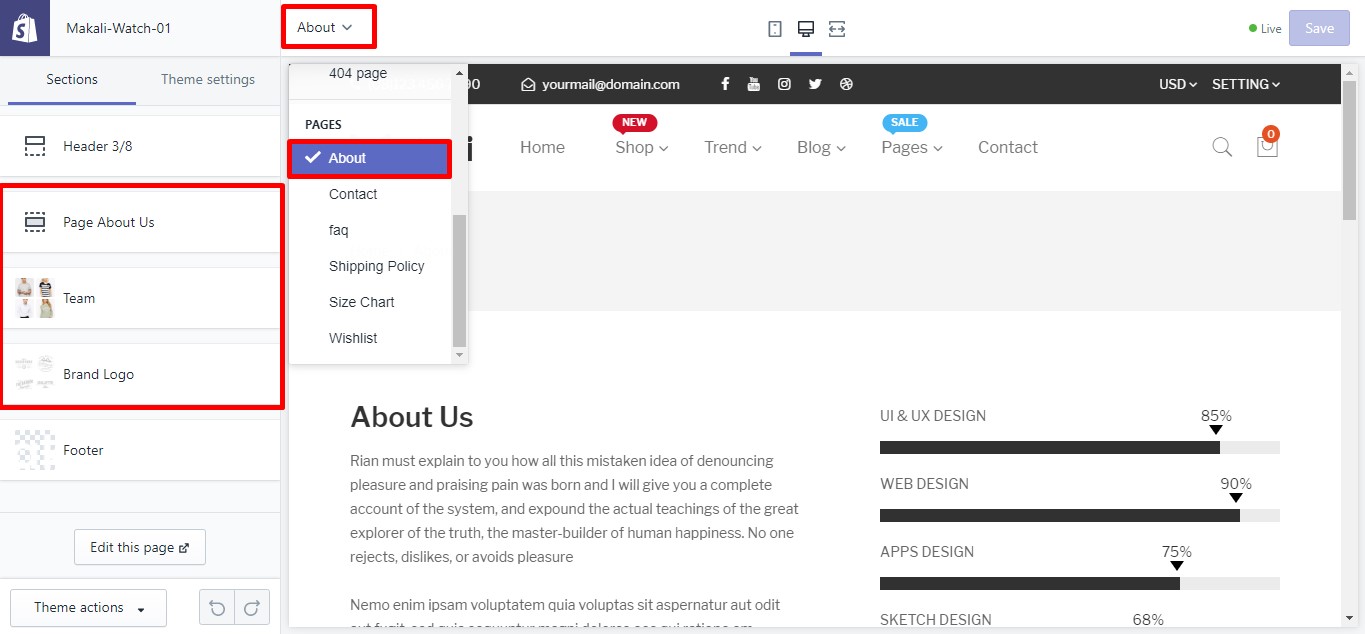 Makali-Watch-01
About
Live
Save
Sections
Theme settings
Header 3/8
Page About Us
Team
Brand Logo
Footer
Edit this page
Theme actions
404 page
PAGES
About
Contact
faq
Shipping Policy
Size Chart
Wishlist
90
yourmail@domain.com
USD
SETTING
NEW
SALE
0
Home
Shop
Trend
Blog
Pages
Contact
About Us
Rian must explain to you how all this mistaken idea of denouncing
pleasure and praising pain was born and I will give you a complete
account of the system, and expound the actual teachings of the great
explorer of the truth, the master-builder of human happiness. No one
rejects, dislikes, or avoids pleasure
Nemo enim ipsam voluptatem quia voluptas sit aspernatur aut odit
UI & UX DESIGN
85%
WEB DESIGN
90%
APPS DESIGN
75%
SKETCH DESIGN
68%